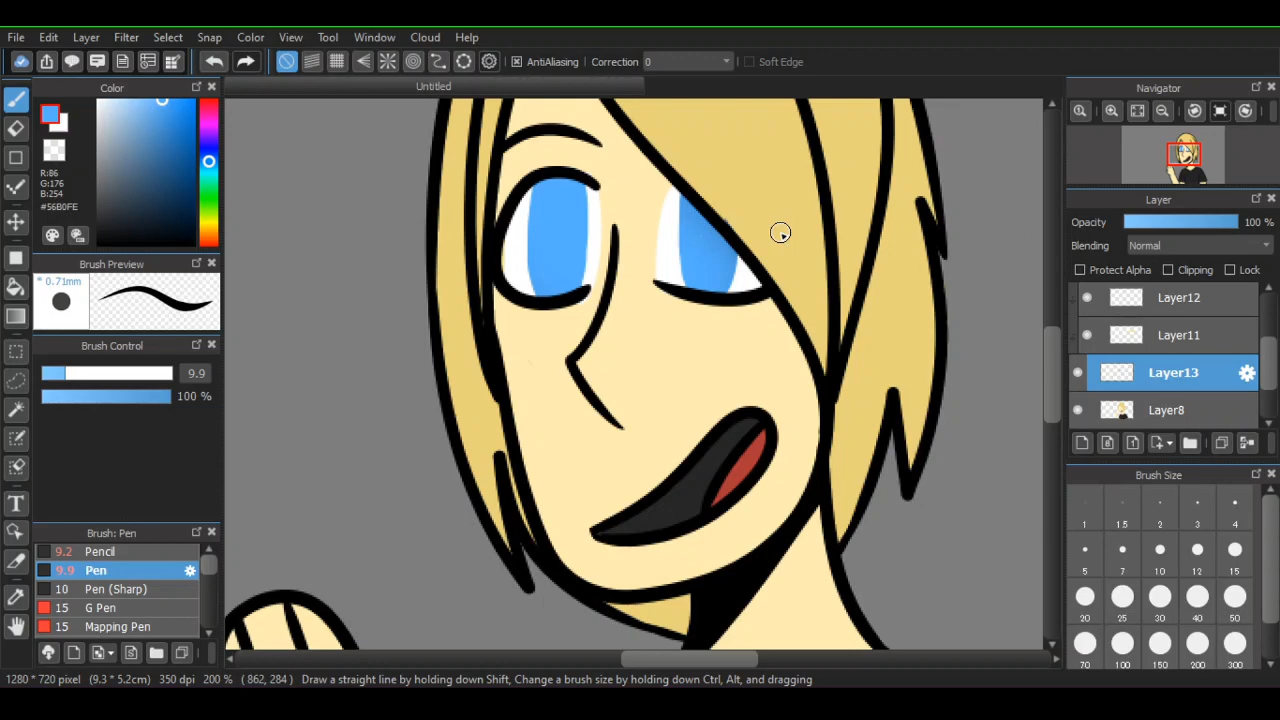 File Edit Layer Filter Select Snap Color View Tool Window Cloud Help
AntiAliasing Correction 0 Soft Edge
Color
Untitled
Navigator
R:86
G:176
B:254
#56B0FE
Brush Preview
* 0.71mm
Brush Control
9.9
100 %
Brush: Pen
9.2 Pencil
9.9 Pen
10 Pen (Sharp)
15 G Pen
15 Mapping Pen
Layer
Opacity 100 %
Blending Normal
Protect Alpha Clipping Lock
Layer12
Layer11
Layer13
Layer8
Brush Size
1 1.5 2 3 4
5 7 10 12 15
20 25 30 40 50
70 100 150 200 300
1280 * 720 pixel (9.3 * 5.2cm) 350 dpi 200 % ( 862, 284 ) Draw a straight line by holding down Shift, Change a brush size by holding down Ctrl, Alt, and dragging